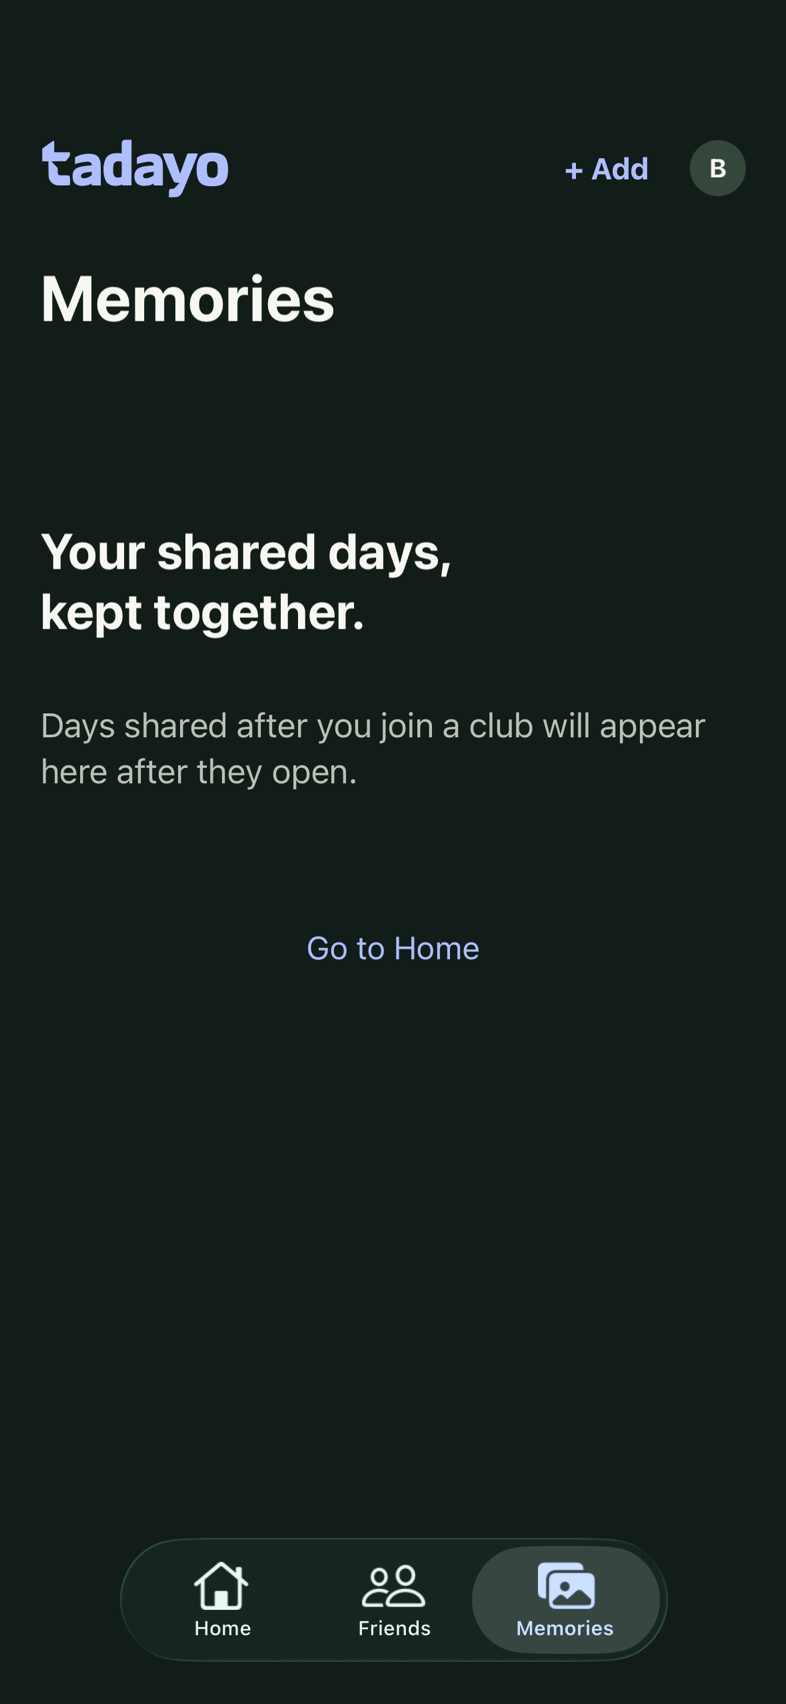 tadayo
+ Add
B
Memories
Your shared days,
kept together.
Days shared after you join a club will appear
here after they open.
Go to Home
Home
Friends
Memories